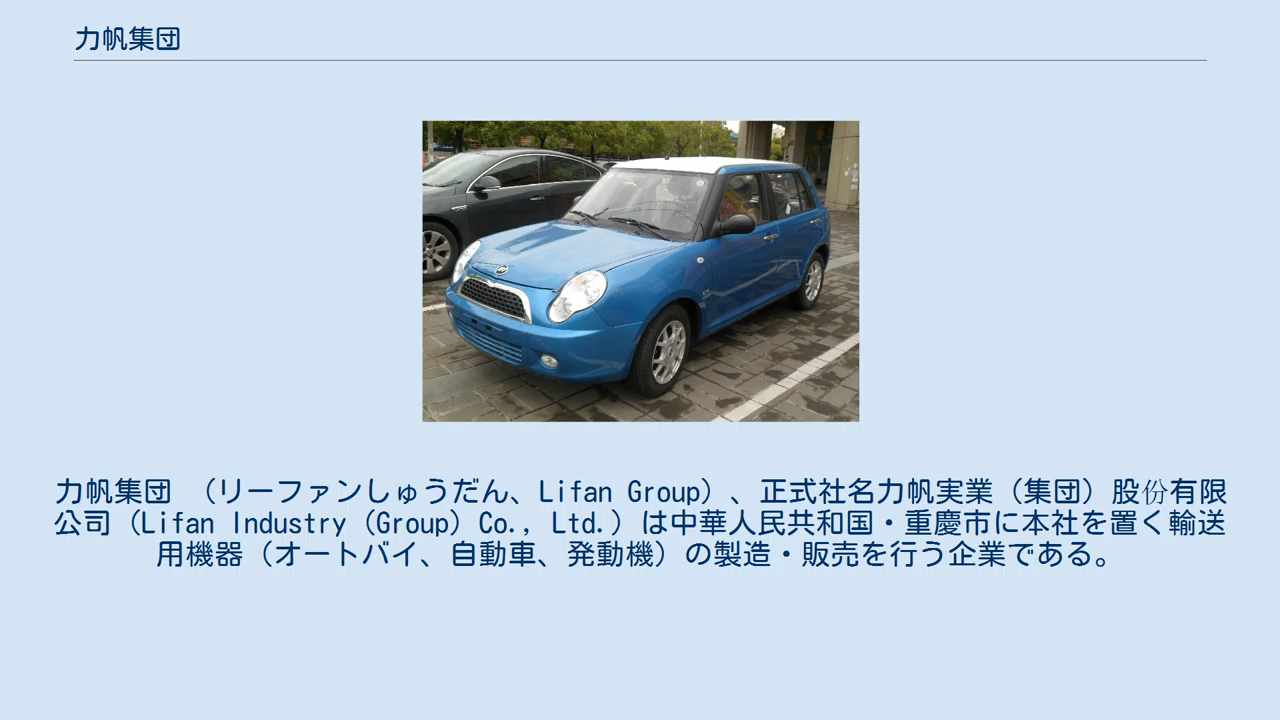 力帆集団
力帆集団 （リーファンしゅうだん、Lifan Group）、正式社名力帆実業（集団）股份有限
公司（Lifan Industry（Group）Co., Ltd.）は中華人民共和国・重慶市に本社を置く輸送
用機器（オートバイ、自動車、発動機）の製造・販売を行う企業である。